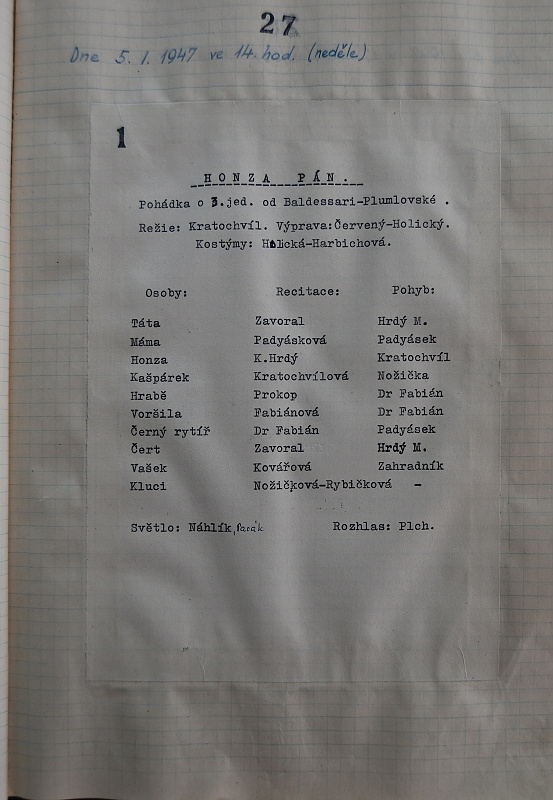 27
Dne 5. 1. 1947 ve 14. hod. (neděle)
1
HONZA PÁN.
Pohádka o 3.jed. od Baldessari-Plumlovské .
Režie: Kratochvíl. Výprava:Červený-Holický.
Kostýmy: Holická-Harbichová.
Osoby: Recitace: Pohyb:
Táta Zavoral Hrdý M.
Máma Padyásková Padyásek
Honza K.Hrdý Kratochvíl
Kašpárek Kratochvílová Nožička
Hrabě Prokop Dr Fabián
Voršila Fabiánová Dr Fabián
Černý rytíř Dr Fabián Padyásek
Čert Zavoral Hrdý M.
Vašek Kovářová Zahradník
Kluci Nožičková-Rybičková -
Světlo: Náhlík, Rozhlas: Plch.